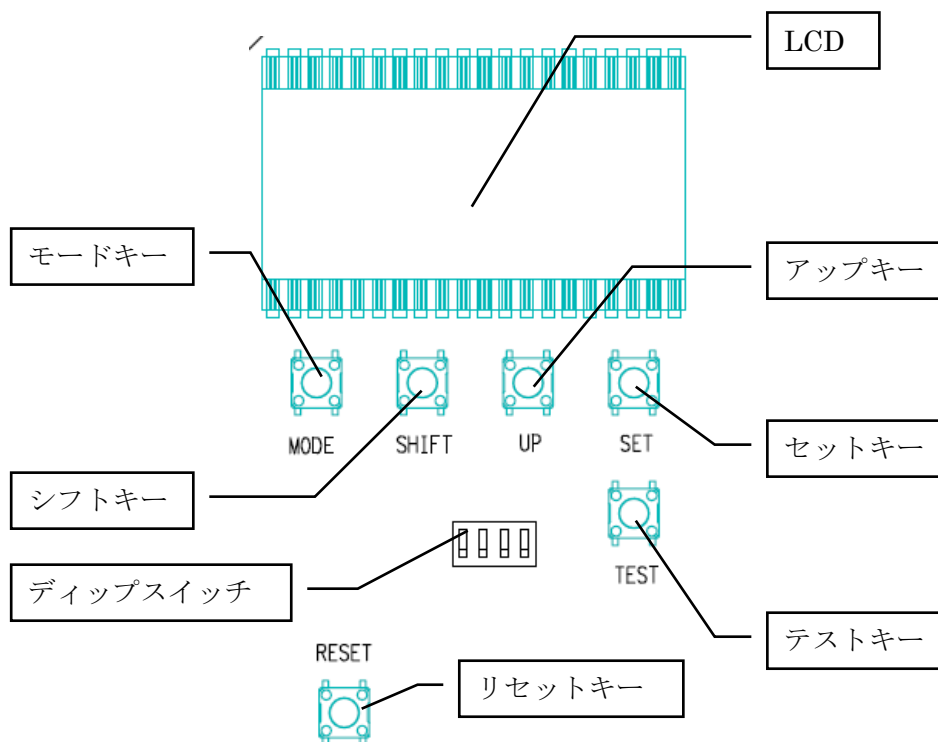 LCD
モードキー
アップキー
MODE
SHIFT
UP
SET
セットキー
シフトキー
ディップスイッチ
TEST
テストキー
RESET
リセットキー